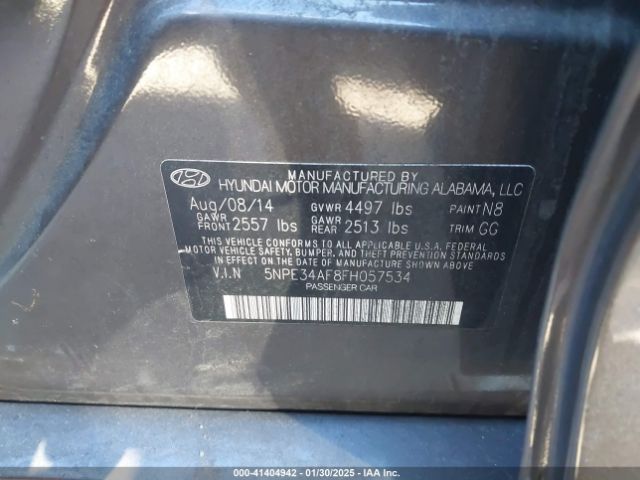 MANUFACTURED BY
HYUNDAI MOTOR MANUFACTURING ALABAMA, LLC
Aug/08/14 GVWR 4497 lbs PAINT N8
GAWR FRONT 2557 lbs GAWR REAR 2513 lbs TRIM GG
THIS VEHICLE CONFORMS TO ALL APPLICABLE U.S.A. FEDERAL
MOTOR VEHICLE SAFETY, BUMPER, AND THEFT PREVENTION STANDARDS
IN EFFECT ON THE DATE OF MANUFACTURE SHOWN ABOVE.
V.I.N 5NPE34AF8FH057534
PASSENGER CAR
000-41404942 - 01/30/2025 - IAA, Inc.